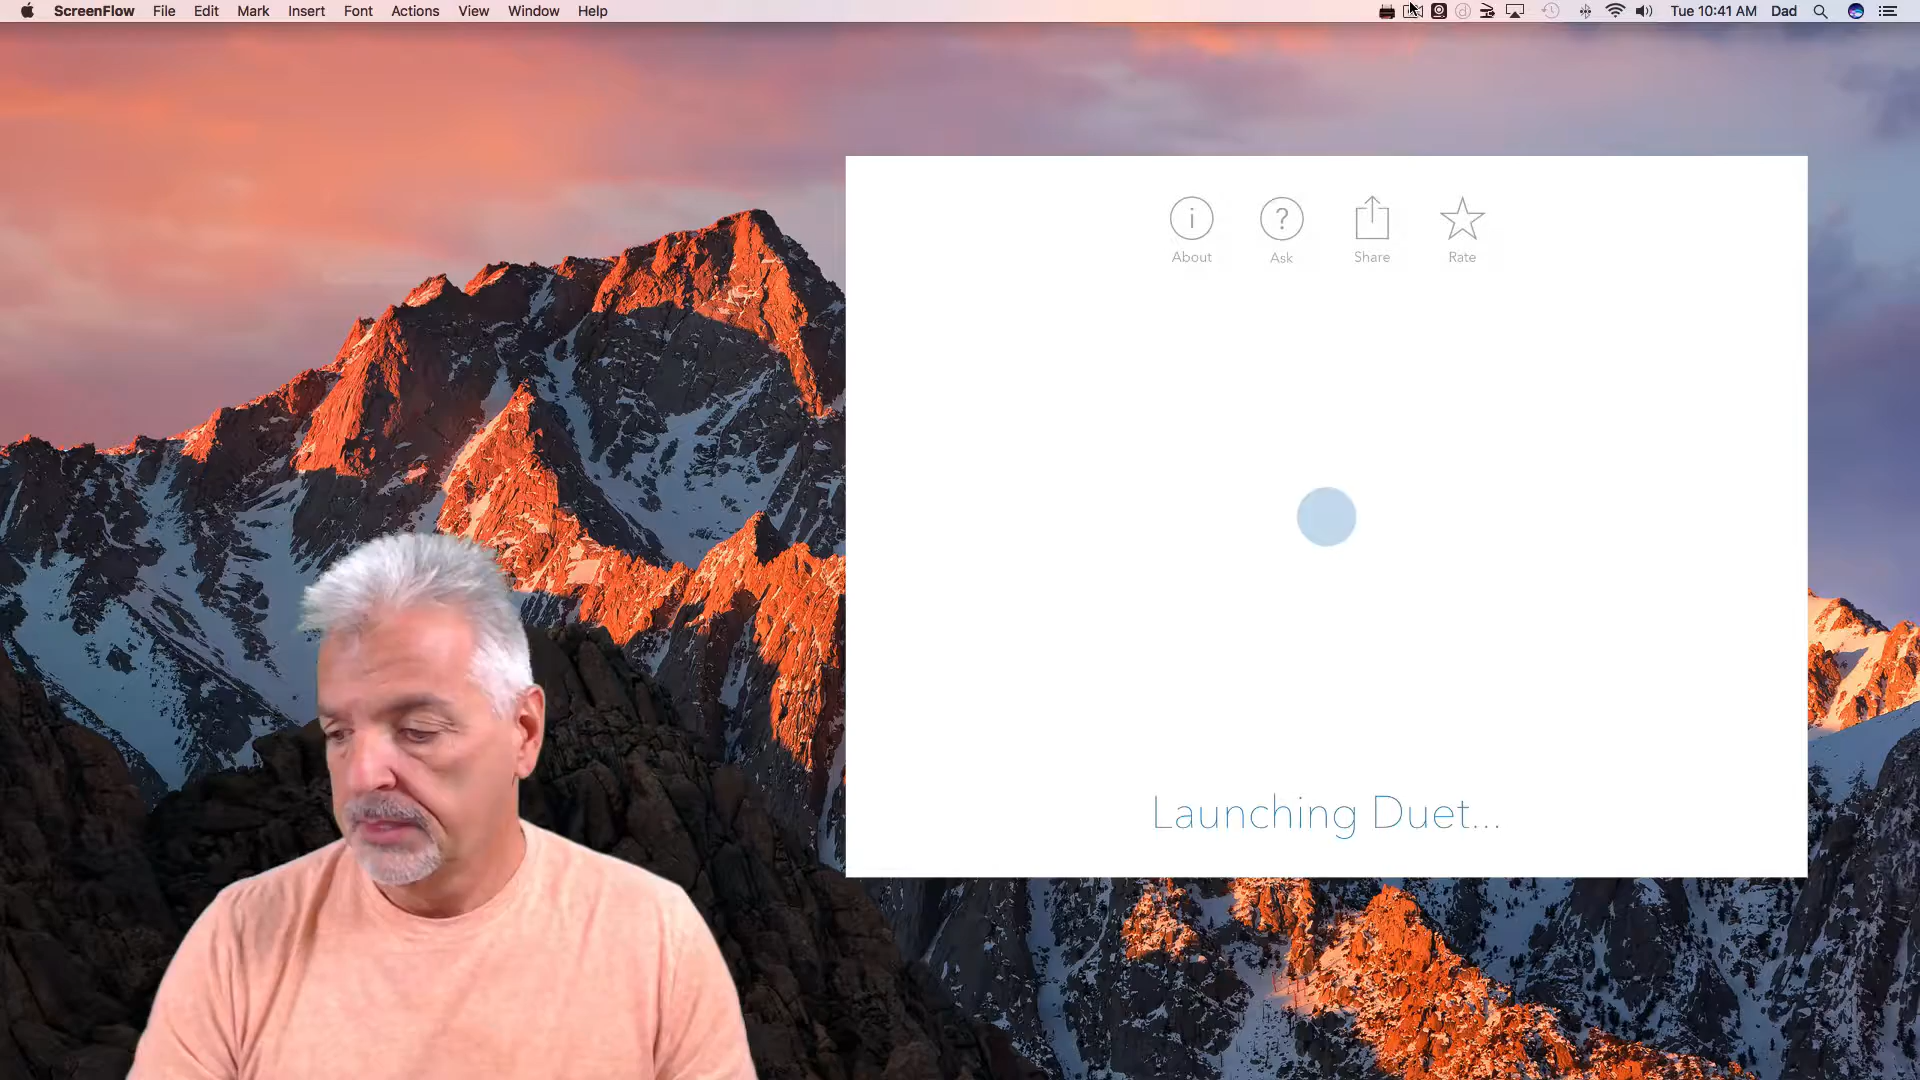 ScreenFlow File Edit Mark Insert Font Actions View Window Help Tue 10:41 AM Dad
About Ask Share Rate
Launching Duet...